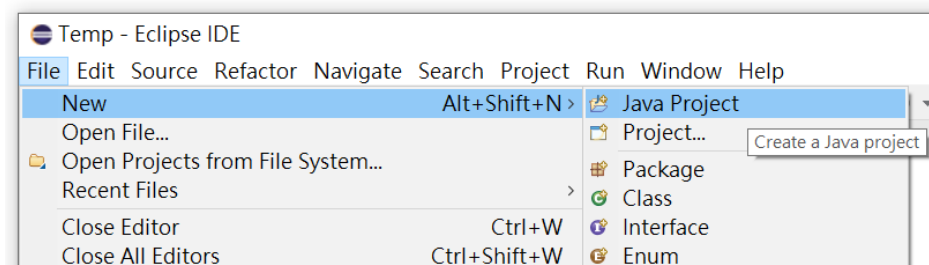 Temp - Eclipse IDE
File Edit Source Refactor Navigate Search Project Run Window Help
New Alt+Shift+N > Java Project
Open File... Project...
Create a Java project
Open Projects from File System... Package
Recent Files > Class
Close Editor Ctrl+W Interface
Close All Editors Ctrl+Shift+W Enum